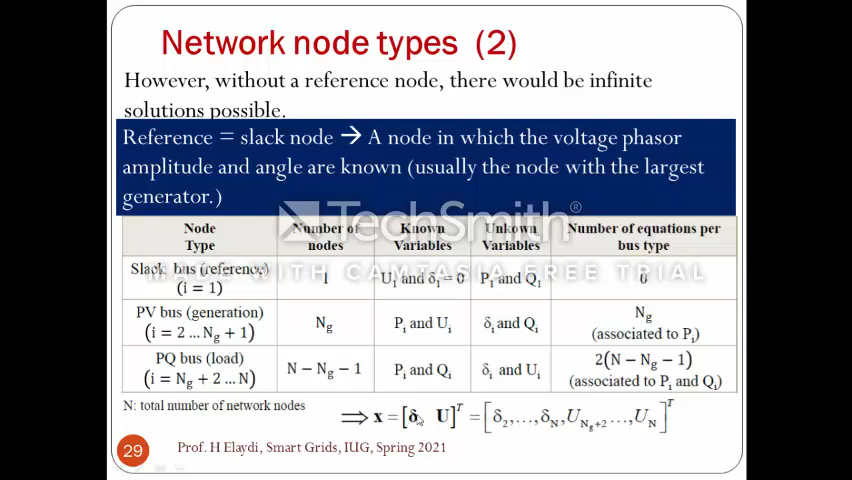 Network node types (2)
However, without a reference node, there would be infinite
solutions possible.
Reference = slack node → A node in which the voltage phasor
amplitude and angle are known (usually the node with the largest
generator.)
TechSmith®
MADE WITH CAMTASIA FREE TRIAL
Node Type | Number of nodes | Known Variables | Unkown Variables | Number of equations per bus type
Slack bus (reference) (i = 1) | 1 | U₁ and δ₁ = 0 | P₁ and Q₁ | 0
PV bus (generation) (i = 2 ... Ng + 1) | Ng | Pᵢ and Uᵢ | δᵢ and Qᵢ | Ng (associated to Pᵢ)
PQ bus (load) (i = Ng + 2 ... N) | N − Ng − 1 | Pᵢ and Qᵢ | δᵢ and Uᵢ | 2(N − Ng − 1) (associated to Pᵢ and Qᵢ)
N: total number of network nodes
⟹ x = [δ U]ᵀ = [δ₂,…,δN, U_Ng+2…,UN]ᵀ
29
Prof. H Elaydi, Smart Grids, IUG, Spring 2021